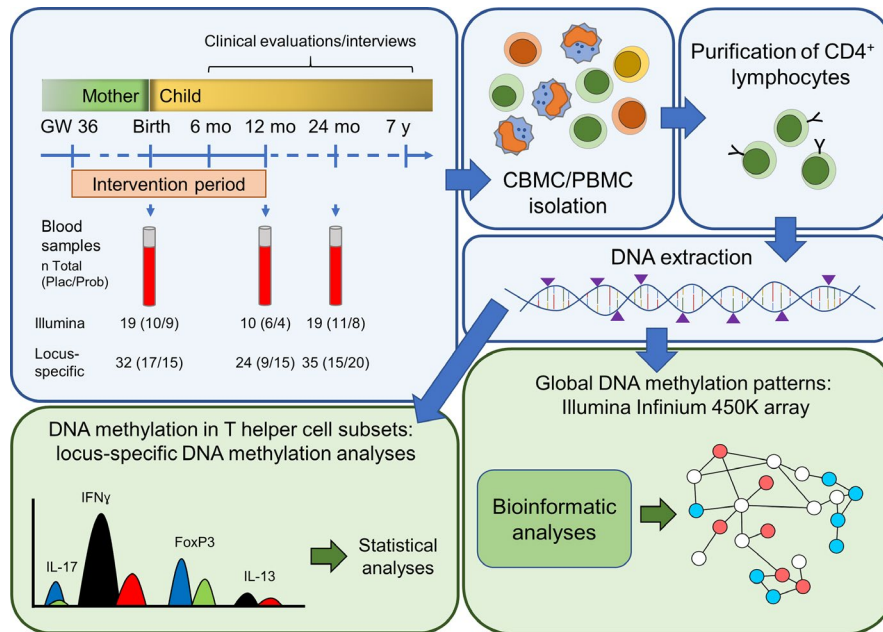 Clinical evaluations/interviews
Mother Child
GW 36 Birth 6 mo 12 mo 24 mo 7 y
Intervention period
Blood
samples
n Total
(Plac/Prob)
Illumina 19 (10/9) 10 (6/4) 19 (11/8)
Locus-
specific 32 (17/15) 24 (9/15) 35 (15/20)
CBMC/PBMC
isolation
Purification of CD4⁺
lymphocytes
DNA extraction
DNA methylation in T helper cell subsets:
locus-specific DNA methylation analyses
IFNɣ
IL-17
FoxP3
IL-13
Statistical
analyses
Global DNA methylation patterns:
Illumina Infinium 450K array
Bioinformatic
analyses